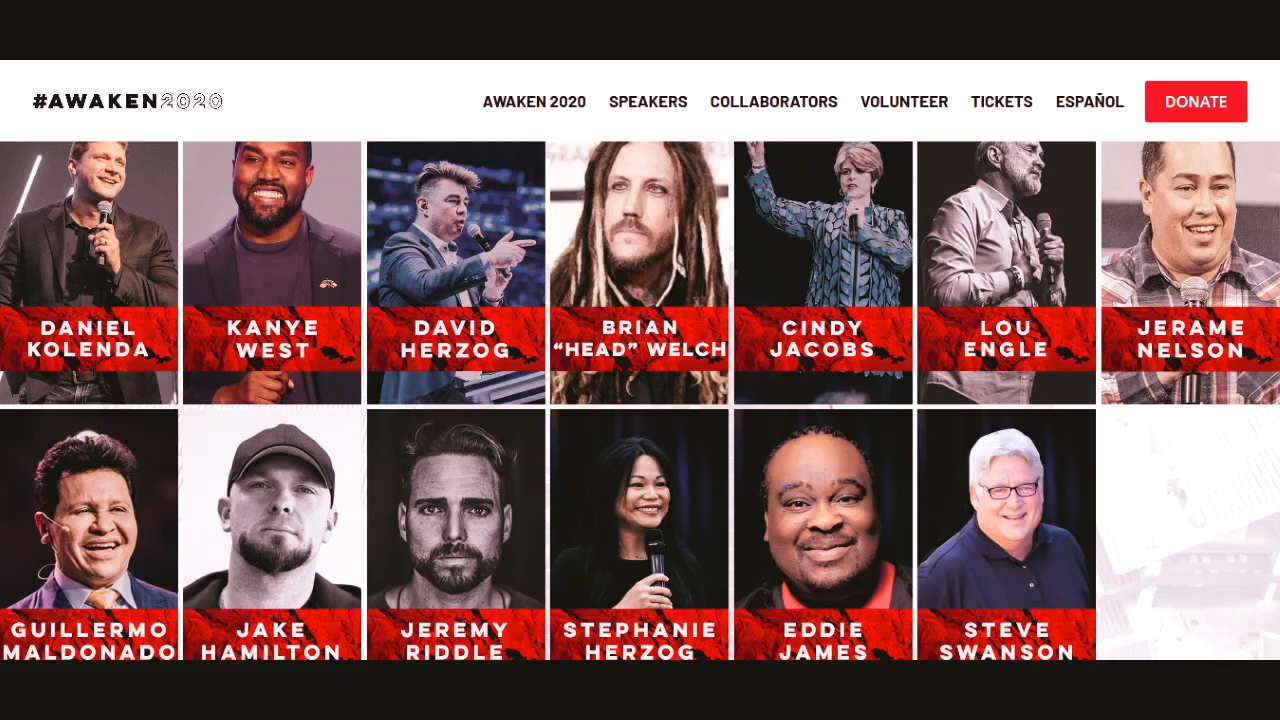 #AWAKEN2020
AWAKEN 2020 SPEAKERS COLLABORATORS VOLUNTEER TICKETS ESPAÑOL DONATE
DANIEL
KOLENDA
KANYE
WEST
DAVID
HERZOG
BRIAN
“HEAD” WELCH
CINDY
JACOBS
LOU
ENGLE
JERAME
NELSON
GUILLERMO
MALDONADO
JAKE
HAMILTON
JEREMY
RIDDLE
STEPHANIE
HERZOG
EDDIE
JAMES
STEVE
SWANSON